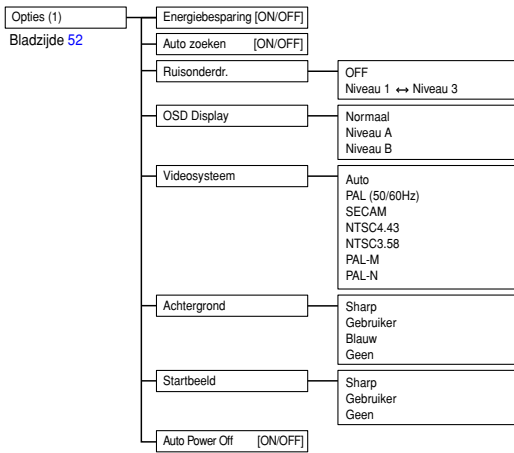 Opties (1)
Bladzijde 52
Energiebesparing [ON/OFF]
Auto zoeken [ON/OFF]
Ruisonderdr.
OFF
Niveau 1 ↔ Niveau 3
OSD Display
Normaal
Niveau A
Niveau B
Videosysteem
Auto
PAL (50/60Hz)
SECAM
NTSC4.43
NTSC3.58
PAL-M
PAL-N
Achtergrond
Sharp
Gebruiker
Blauw
Geen
Startbeeld
Sharp
Gebruiker
Geen
Auto Power Off [ON/OFF]